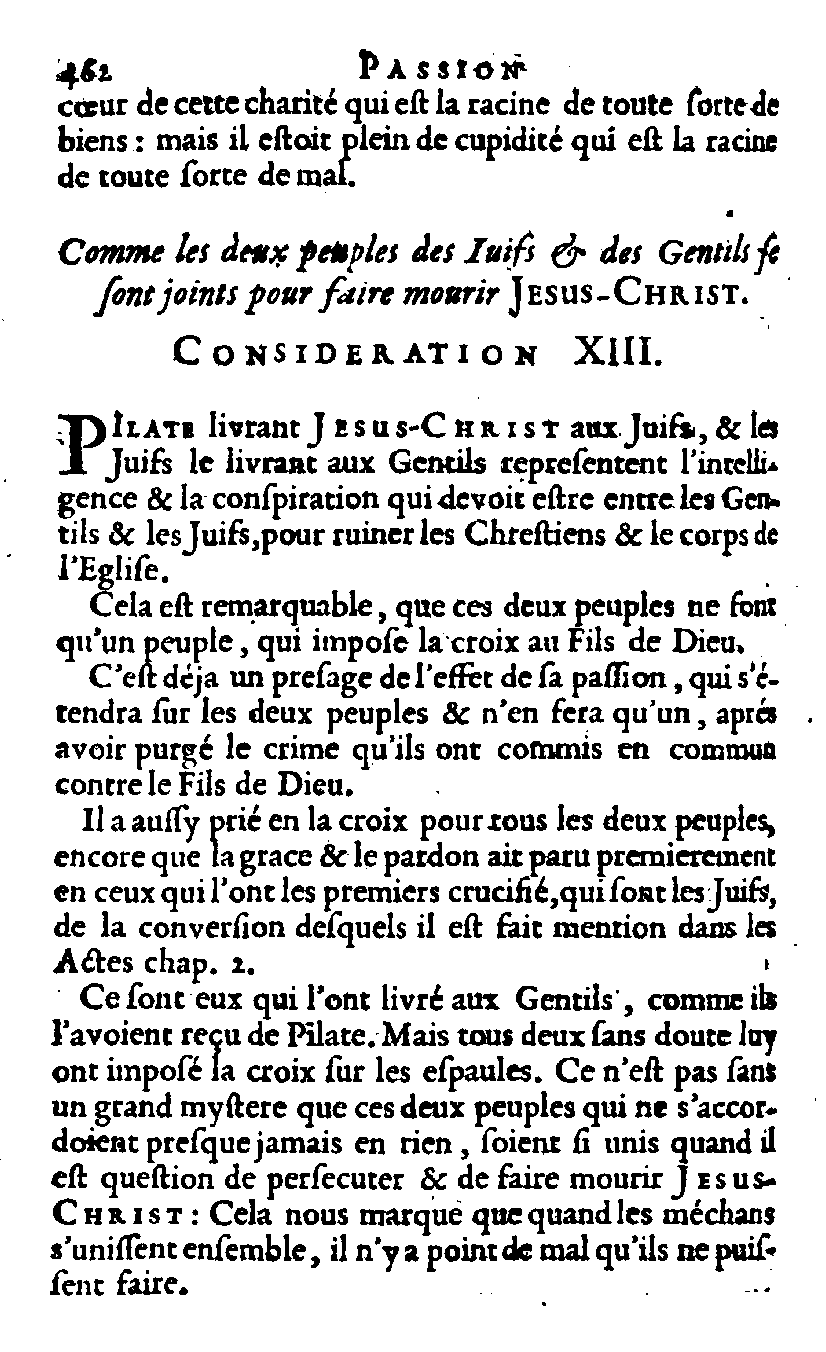 462 PASSION
cœur de cette charité qui eſt la racine de toute ſorte de
biens : mais il eſtoit plein de cupidité qui eſt la racine
de toute ſorte de mal.
Comme les deux peuples des Iuifs & des Gentils ſe
ſont joints pour faire mourir JESUS-CHRIST.
CONSIDERATION XIII.
PILATE livrant JESUS-CHRIST aux Juifs, & les
Juifs le livrant aux Gentils repreſentent l'intelli-
gence & la conſpiration qui devoit eſtre entre les Gen-
tils & les Juifs, pour ruiner les Chreſtiens & le corps de
l'Egliſe.
Cela eſt remarquable, que ces deux peuples ne font
qu'un peuple, qui impoſe la croix au Fils de Dieu.
C'eſt déja un preſage de l'effet de ſa paſſion, qui s'é-
tendra ſur les deux peuples & n'en fera qu'un, aprés
avoir purgé le crime qu'ils ont commis en commun
contre le Fils de Dieu.
Il a auſſy prié en la croix pour tous les deux peuples,
encore que la grace & le pardon ait paru premierement
en ceux qui l'ont les premiers crucifié, qui ſont les Juifs,
de la converſion deſquels il eſt fait mention dans les
Actes chap. 2.
Ce ſont eux qui l'ont livré aux Gentils, comme ils
l'avoient reçu de Pilate. Mais tous deux ſans doute luy
ont impoſé la croix ſur les eſpaules. Ce n'eſt pas ſans
un grand myſtere que ces deux peuples qui ne s'accor-
doient preſque jamais en rien, ſoient ſi unis quand il
eſt queſtion de perſecuter & de faire mourir JESUS-
CHRIST : Cela nous marque que quand les méchans
s'uniſſent enſemble, il n'y a point de mal qu'ils ne puiſ-
ſent faire.